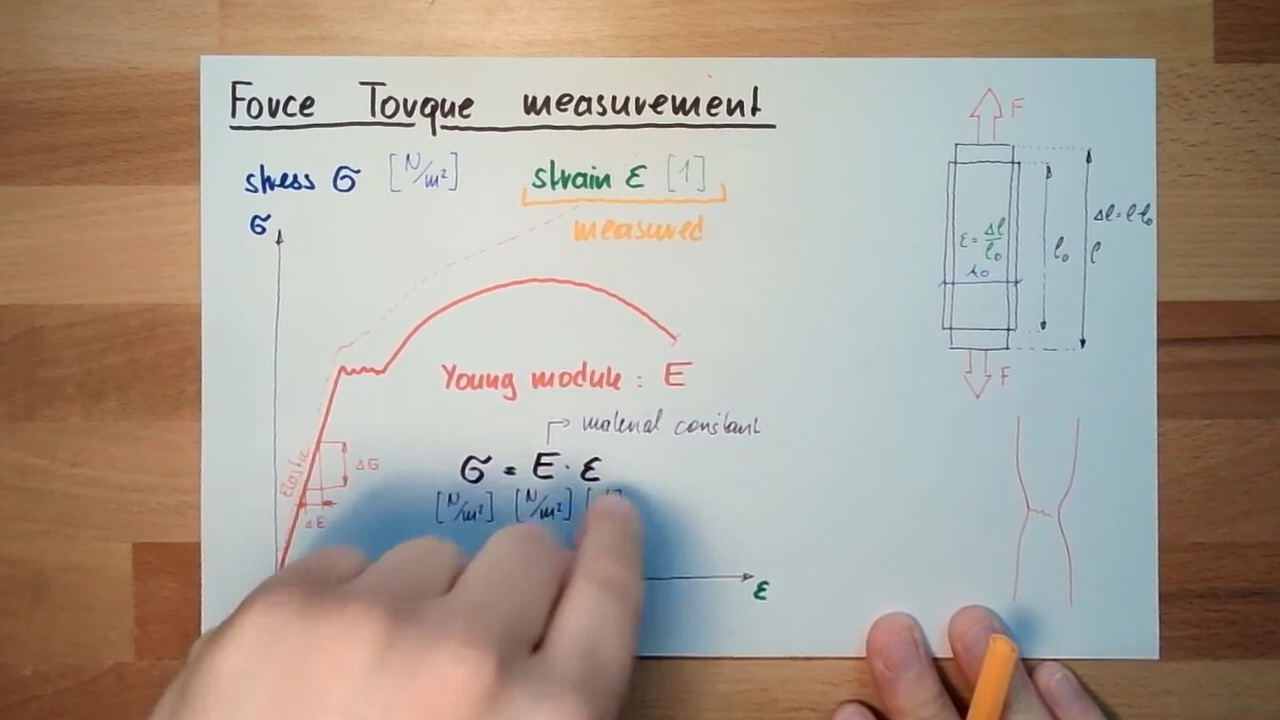 Force Torque measurement
stress σ [N/m²]
strain ε [1]
measured
σ
F
Δl = l - l₀
ε = Δl/l₀
l₀
l
F
Young module : E
material constant
σ = E · ε
[N/m²] [N/m²]
Elastic
Δσ
Δε
ε